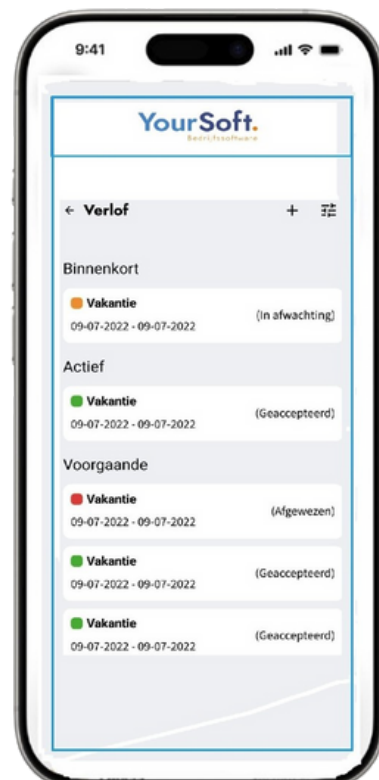 9:41
YourSoft.
Bedrijfssoftware
← Verlof +
Binnenkort
Vakantie
09-07-2022 - 09-07-2022
(In afwachting)
Actief
Vakantie
09-07-2022 - 09-07-2022
(Geaccepteerd)
Voorgaande
Vakantie
09-07-2022 - 09-07-2022
(Afgewezen)
Vakantie
09-07-2022 - 09-07-2022
(Geaccepteerd)
Vakantie
09-07-2022 - 09-07-2022
(Geaccepteerd)